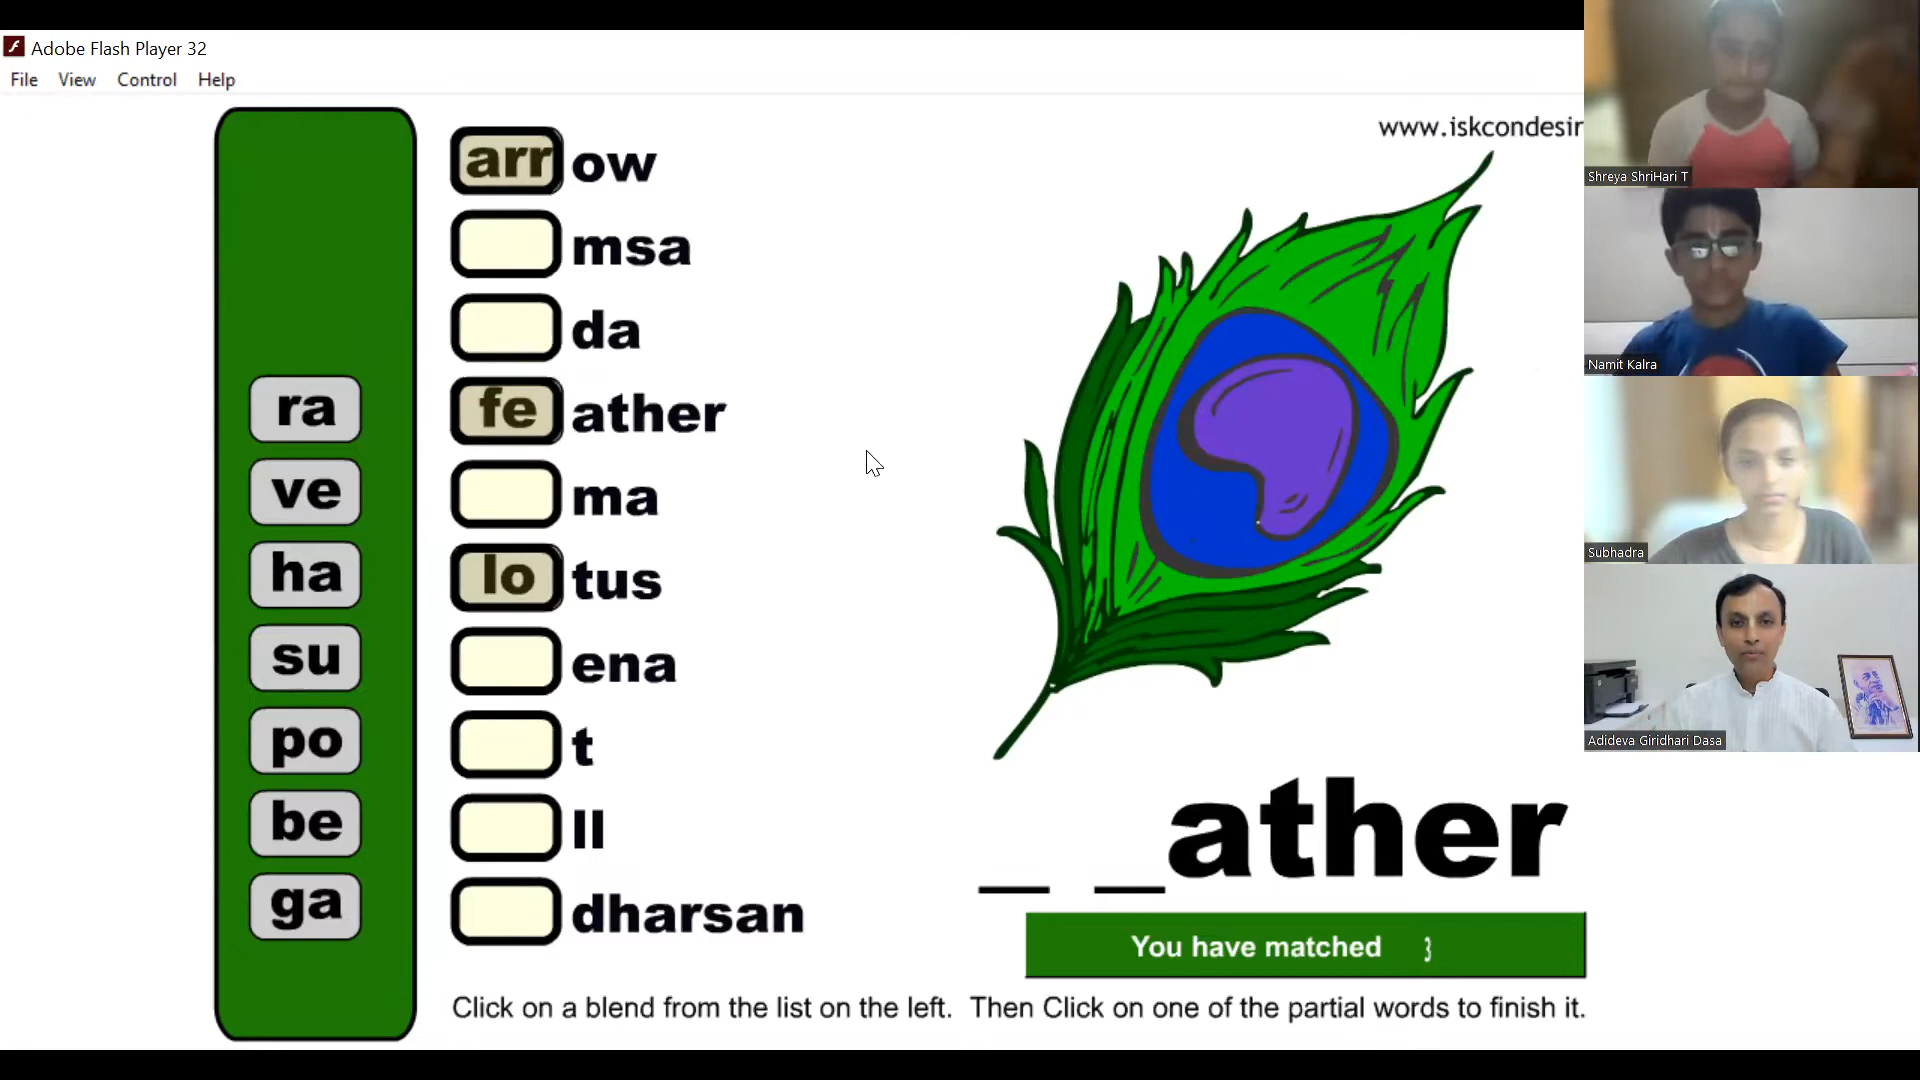 Adobe Flash Player 32
File View Control Help
www.iskcondesir
arr ow
msa
da
fe ather
ma
lo tus
ena
t
ll
dharsan
ra
ve
ha
su
po
be
ga
_ _ather
You have matched 3
Click on a blend from the list on the left. Then Click on one of the partial words to finish it.
Shreya ShriHari T
Namit Kalra
Subhadra
Adideva Giridhari Dasa